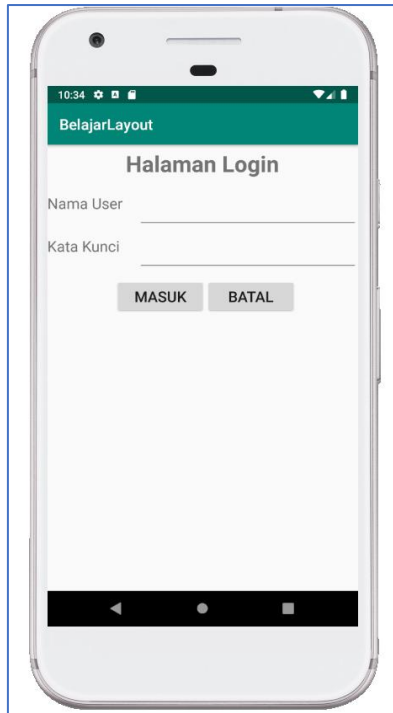 10:34
BelajarLayout
Halaman Login
Nama User
Kata Kunci
MASUK BATAL